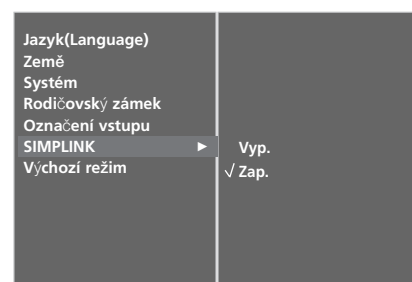 Jazyk(Language)
Země
Systém
Rodičovský zámek
Označení vstupu
SIMPLINK ►
Výchozí režim
Vyp.
√ Zap.